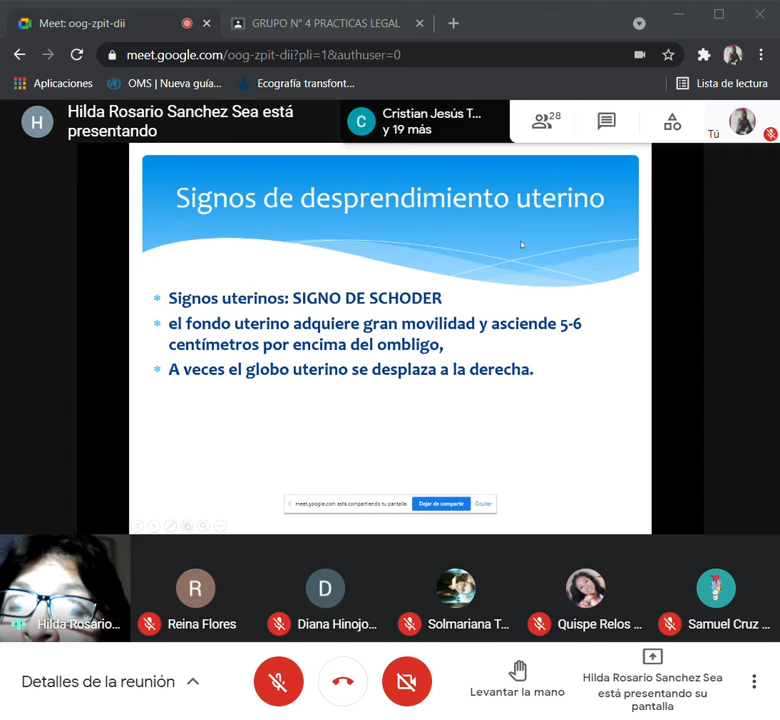 Meet: oog-zpit-dii
GRUPO N° 4 PRACTICAS LEGAL
meet.google.com/oog-zpit-dii?pli=1&authuser=0
Aplicaciones
OMS | Nueva guía...
Ecografía transfont...
Lista de lectura
H
Hilda Rosario Sanchez Sea está
presentando
C
Cristian Jesús T...
y 19 más
28
Tú
Signos de desprendimiento uterino
Signos uterinos: SIGNO DE SCHODER
el fondo uterino adquiere gran movilidad y asciende 5-6
centímetros por encima del ombligo,
A veces el globo uterino se desplaza a la derecha.
meet.google.com está compartiendo tu pantalla.
Dejar de compartir
Ocultar
Hilda Rosario...
R
Reina Flores
D
Diana Hinojo...
Solmariana T...
Quispe Relos ...
Samuel Cruz ...
Detalles de la reunión
Levantar la mano
Hilda Rosario Sanchez Sea
está presentando su
pantalla